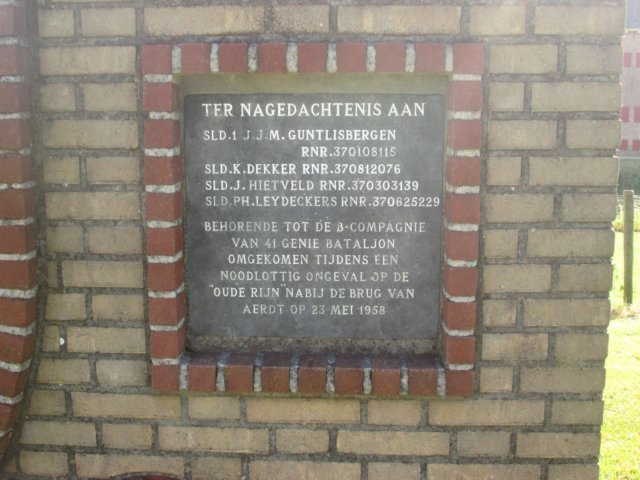 TER NAGEDACHTENIS AAN
SLD.1 J.J.M. GUNTLISBERGEN
RNR.370108115
SLD.K.DEKKER RNR.370812076
SLD.J.HIETVELD RNR.370303139
SLD.PH.LEYDECKERS RNR.370625229
BEHORENDE TOT DE B-COMPAGNIE
VAN 41 GENIE BATALJON
OMGEKOMEN TIJDENS EEN
NOODLOTTIG ONGEVAL OP DE
"OUDE RIJN" NABIJ DE BRUG VAN
AERDT OP 23 MEI 1958